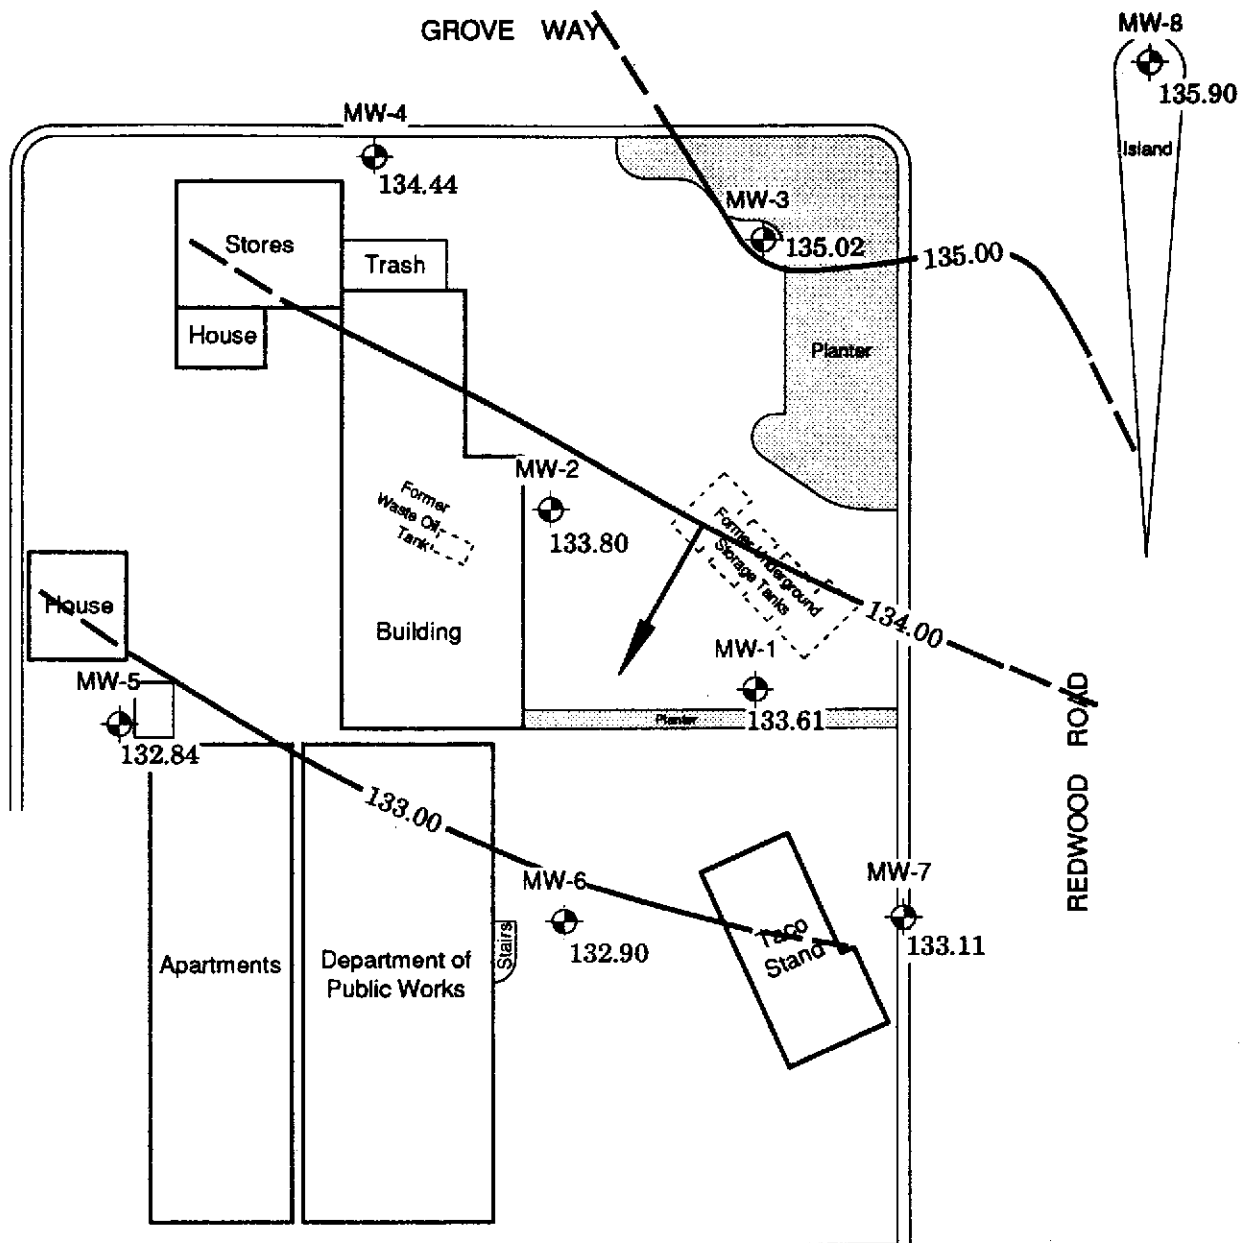 GROVE WAY
MW-8
135.90
Island
MW-4
134.44
MW-3
135.02
135.00
Stores
Trash
House
Planter
MW-2
133.80
Former
Waste Oil
Tank
Former Underground
Storage Tanks
134.00
House
Building
MW-1
133.61
Planter
MW-5
132.84
REDWOOD ROAD
133.00
MW-6
132.90
MW-7
133.11
Taco
Stand
Stairs
Apartments
Department of
Public Works